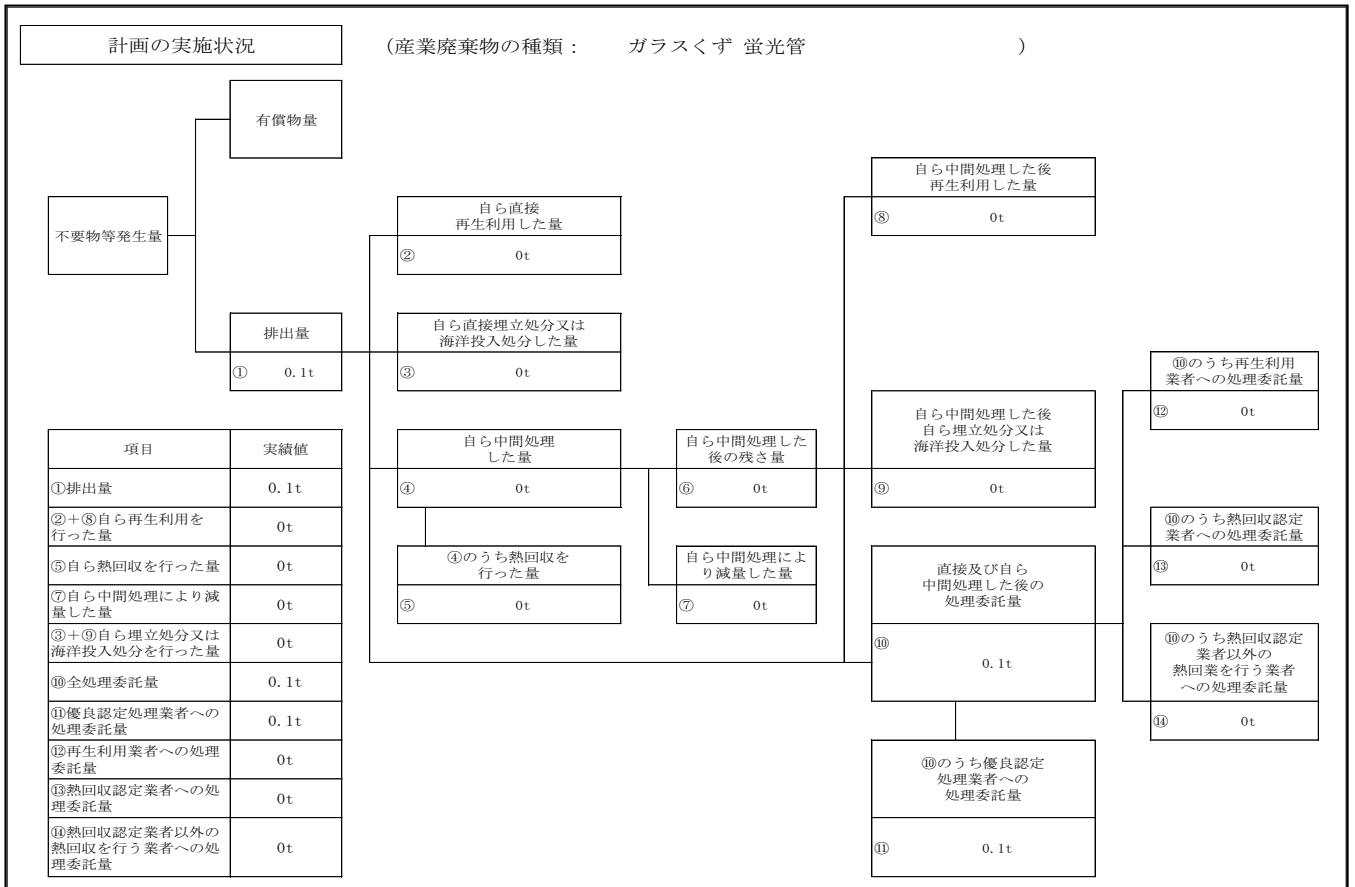 計画の実施状況
(産業廃棄物の種類： ガラスくず 蛍光管 )
有償物量
不要物等発生量
排出量
① 0.1t
自ら直接
再生利用した量
② 0t
自ら直接埋立処分又は
海洋投入処分した量
③ 0t
自ら中間処理
した量
④ 0t
④のうち熱回収を
行った量
⑤ 0t
自ら中間処理した
後の残さ量
⑥ 0t
自ら中間処理によ
り減量した量
⑦ 0t
自ら中間処理した後
再生利用した量
⑧ 0t
自ら中間処理した後
自ら埋立処分又は
海洋投入処分した量
⑨ 0t
直接及び自ら
中間処理した後の
処理委託量
⑩
0.1t
⑩のうち優良認定
処理業者への
処理委託量
⑪ 0.1t
⑩のうち再生利用
業者への処理委託量
⑫ 0t
⑩のうち熱回収認定
業者への処理委託量
⑬ 0t
⑩のうち熱回収認定
業者以外の
熱回業を行う業者
への処理委託量
⑭ 0t
項目 実績値
①排出量 0.1t
②＋⑧自ら再生利用を
行った量 0t
⑤自ら熱回収を行った量 0t
⑦自ら中間処理により減
量した量 0t
③＋⑨自ら埋立処分又は
海洋投入処分を行った量 0t
⑩全処理委託量 0.1t
⑪優良認定処理業者への
処理委託量 0.1t
⑫再生利用業者への処理
委託量 0t
⑬熱回収認定業者への処
理委託量 0t
⑭熱回収認定業者以外の
熱回収を行う業者への処
理委託量 0t